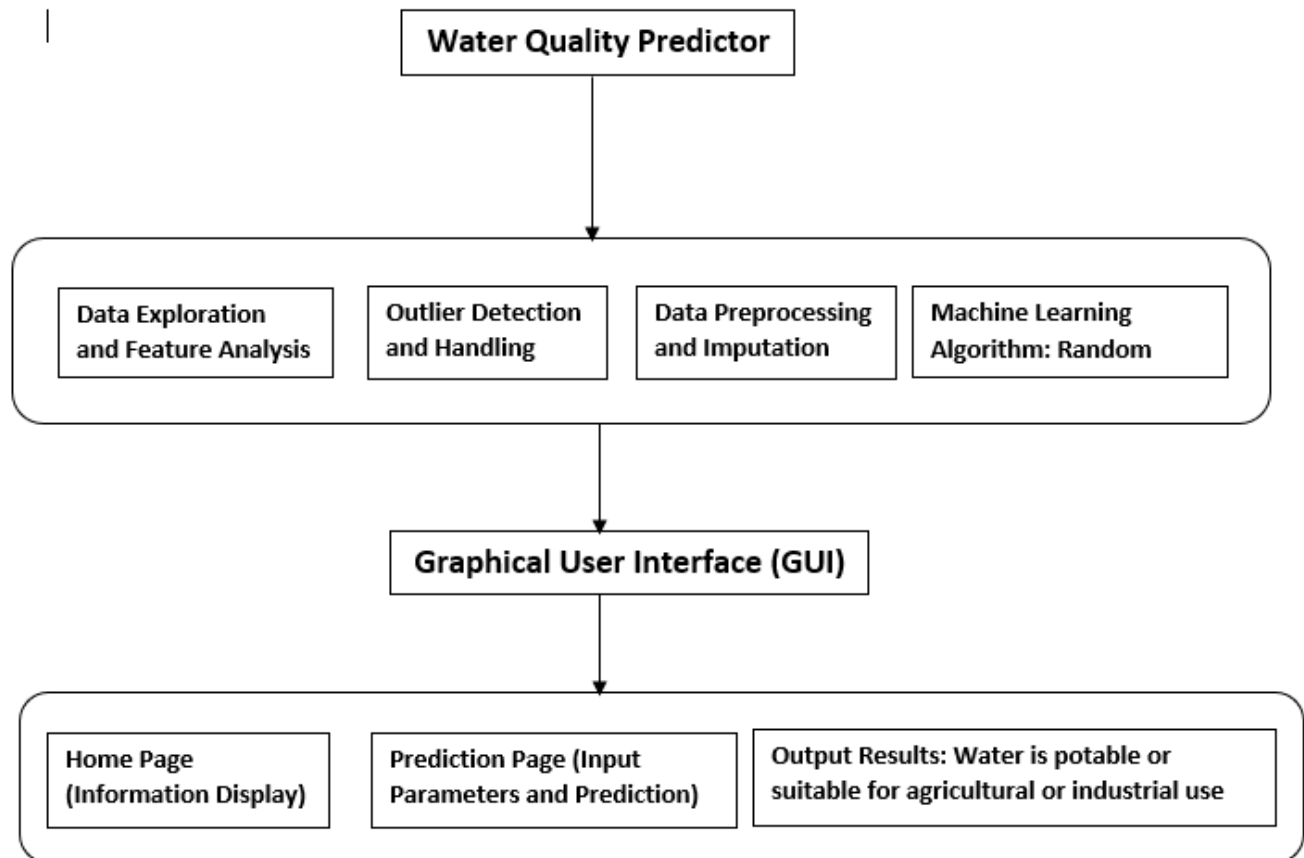 Water Quality Predictor
Data Exploration
and Feature Analysis
Outlier Detection
and Handling
Data Preprocessing
and Imputation
Machine Learning
Algorithm: Random
Graphical User Interface (GUI)
Home Page
(Information Display)
Prediction Page (Input
Parameters and Prediction)
Output Results: Water is potable or
suitable for agricultural or industrial use